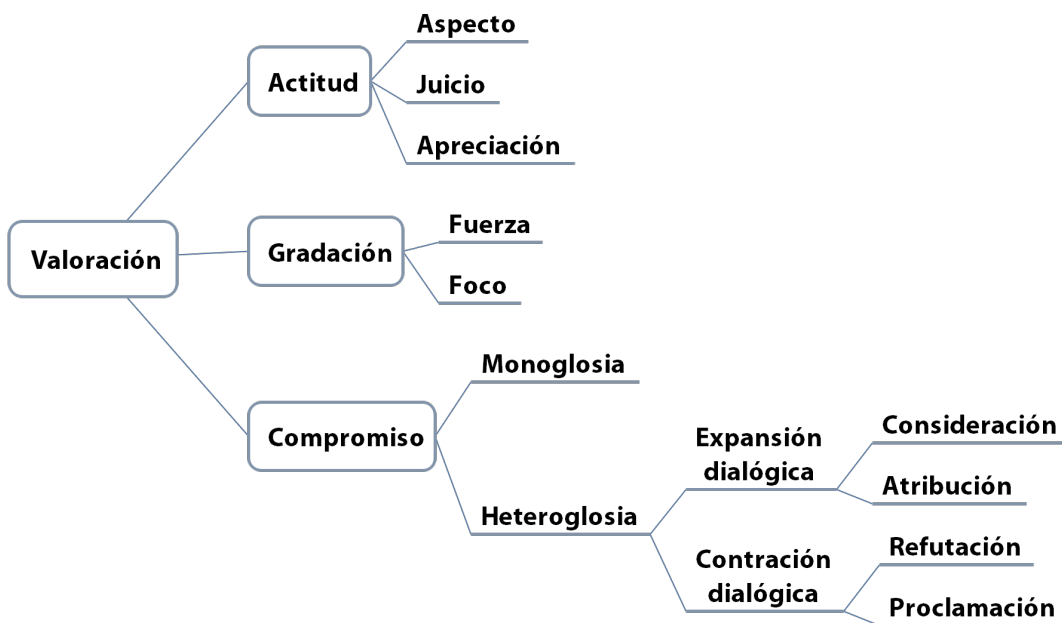 Valoración
Actitud
Aspecto
Juicio
Apreciación
Gradación
Fuerza
Foco
Compromiso
Monoglosia
Heteroglosia
Expansión
dialógica
Consideración
Atribución
Contración
dialógica
Refutación
Proclamación